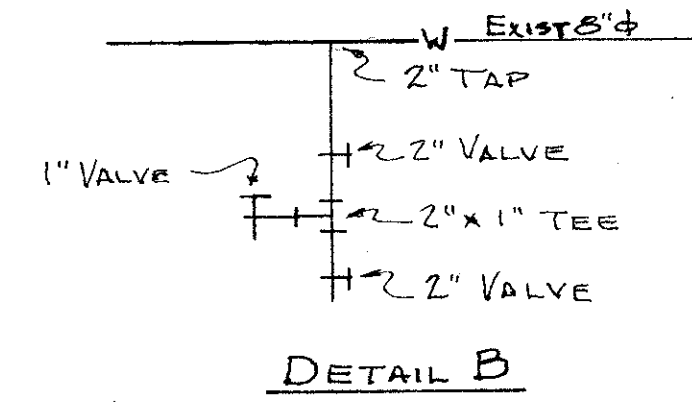 W EXIST 8"ϕ
2" TAP
2" VALVE
1" VALVE
2" x 1" TEE
2" VALVE
DETAIL B